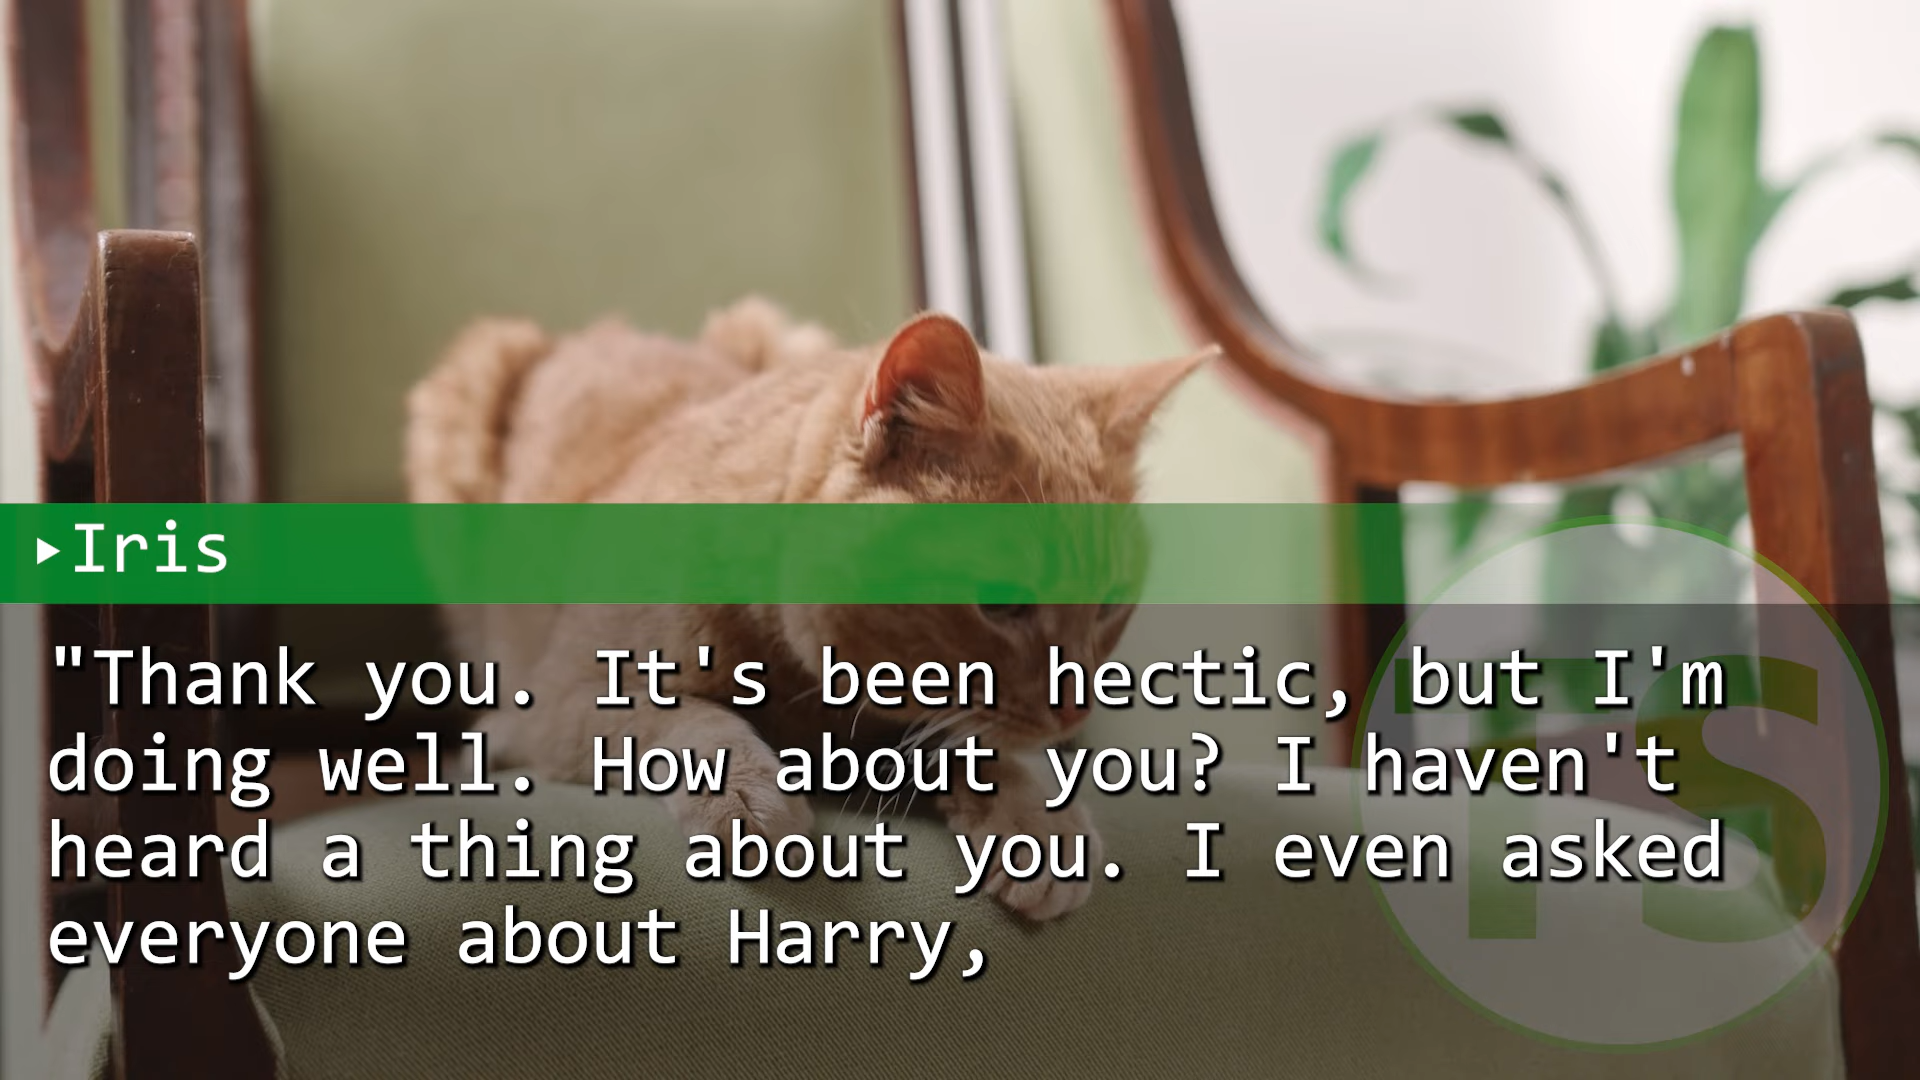 ▶Iris
"Thank you. It's been hectic, but I'm
doing well. How about you? I haven't
heard a thing about you. I even asked
everyone about Harry,
TS